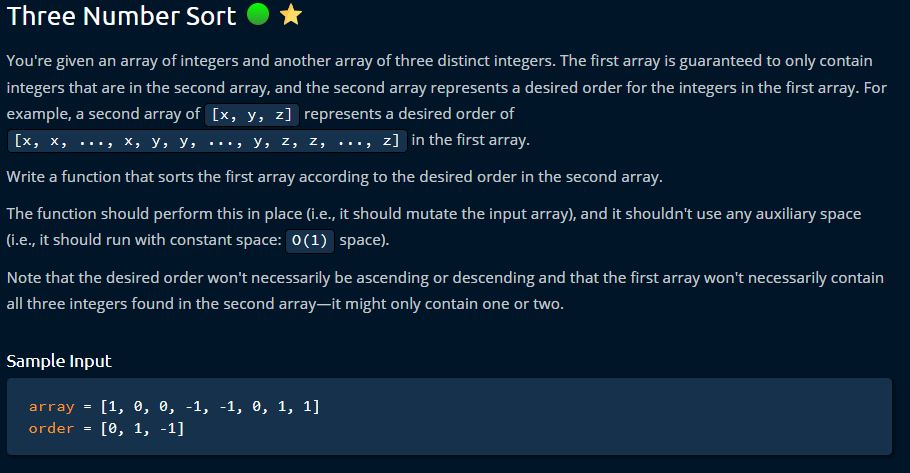 Three Number Sort
You're given an array of integers and another array of three distinct integers. The first array is guaranteed to only contain
integers that are in the second array, and the second array represents a desired order for the integers in the first array. For
example, a second array of [x, y, z] represents a desired order of
[x, x, ..., x, y, y, ..., y, z, z, ..., z] in the first array.
Write a function that sorts the first array according to the desired order in the second array.
The function should perform this in place (i.e., it should mutate the input array), and it shouldn't use any auxiliary space
(i.e., it should run with constant space: O(1) space).
Note that the desired order won't necessarily be ascending or descending and that the first array won't necessarily contain
all three integers found in the second array—it might only contain one or two.
Sample Input
array = [1, 0, 0, -1, -1, 0, 1, 1]
order = [0, 1, -1]